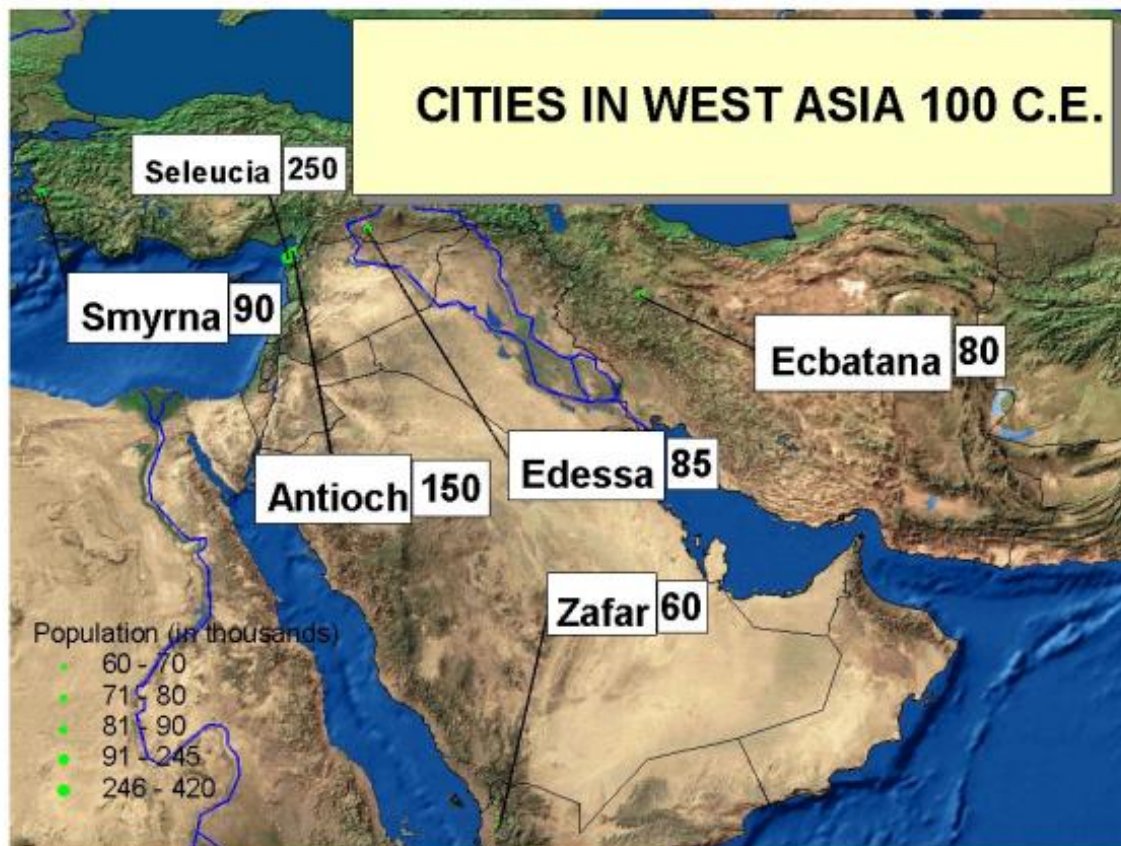 CITIES IN WEST ASIA 100 C.E.
Seleucia 250
Smyrna 90
Ecbatana 80
Edessa 85
Antioch 150
Zafar 60
Population (in thousands)
60 - 70
71 - 80
81 - 90
91 - 245
246 - 420